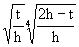 √(t/h) ∜((2h - t)/h)